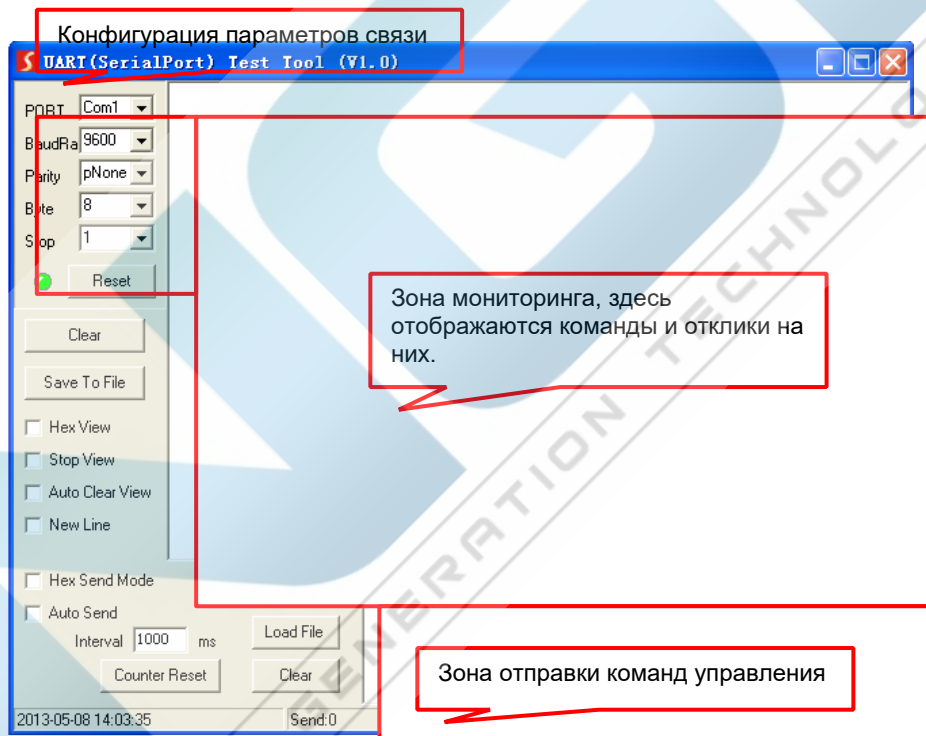 Конфигурация параметров связи
UART(SerialPort) Test Tool (V1.0)
PORT Com1
BaudRa 9600
Parity pNone
Byte 8
Stop 1
Reset
Зона мониторинга, здесь
отображаются команды и отклики на
них.
Clear
Save To File
Hex View
Stop View
Auto Clear View
New Line
Hex Send Mode
Auto Send
Interval 1000 ms
Load File
Counter Reset
Clear
Зона отправки команд управления
2013-05-08 14:03:35
Send:0
GENERATION TECHNOLO